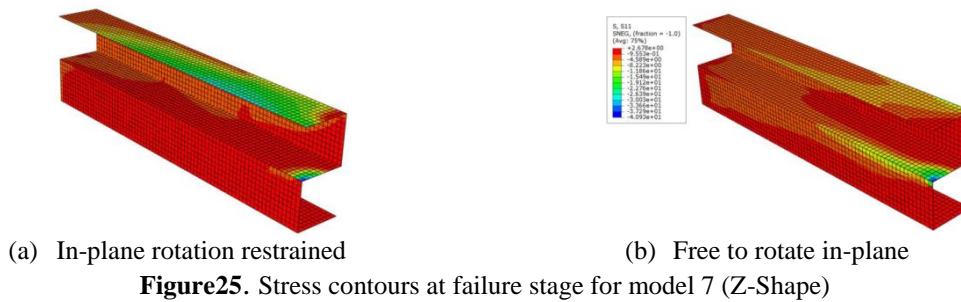 S, S11
SNEG, (fraction = -1.0)
(Avg: 75%)
+2.678e+00
-9.553e-01
-4.589e+00
-8.223e+00
-1.186e+01
-1.549e+01
-1.912e+01
-2.276e+01
-2.639e+01
-3.003e+01
-3.366e+01
-3.729e+01
-4.093e+01
(a) In-plane rotation restrained
(b) Free to rotate in-plane
Figure25. Stress contours at failure stage for model 7 (Z-Shape)